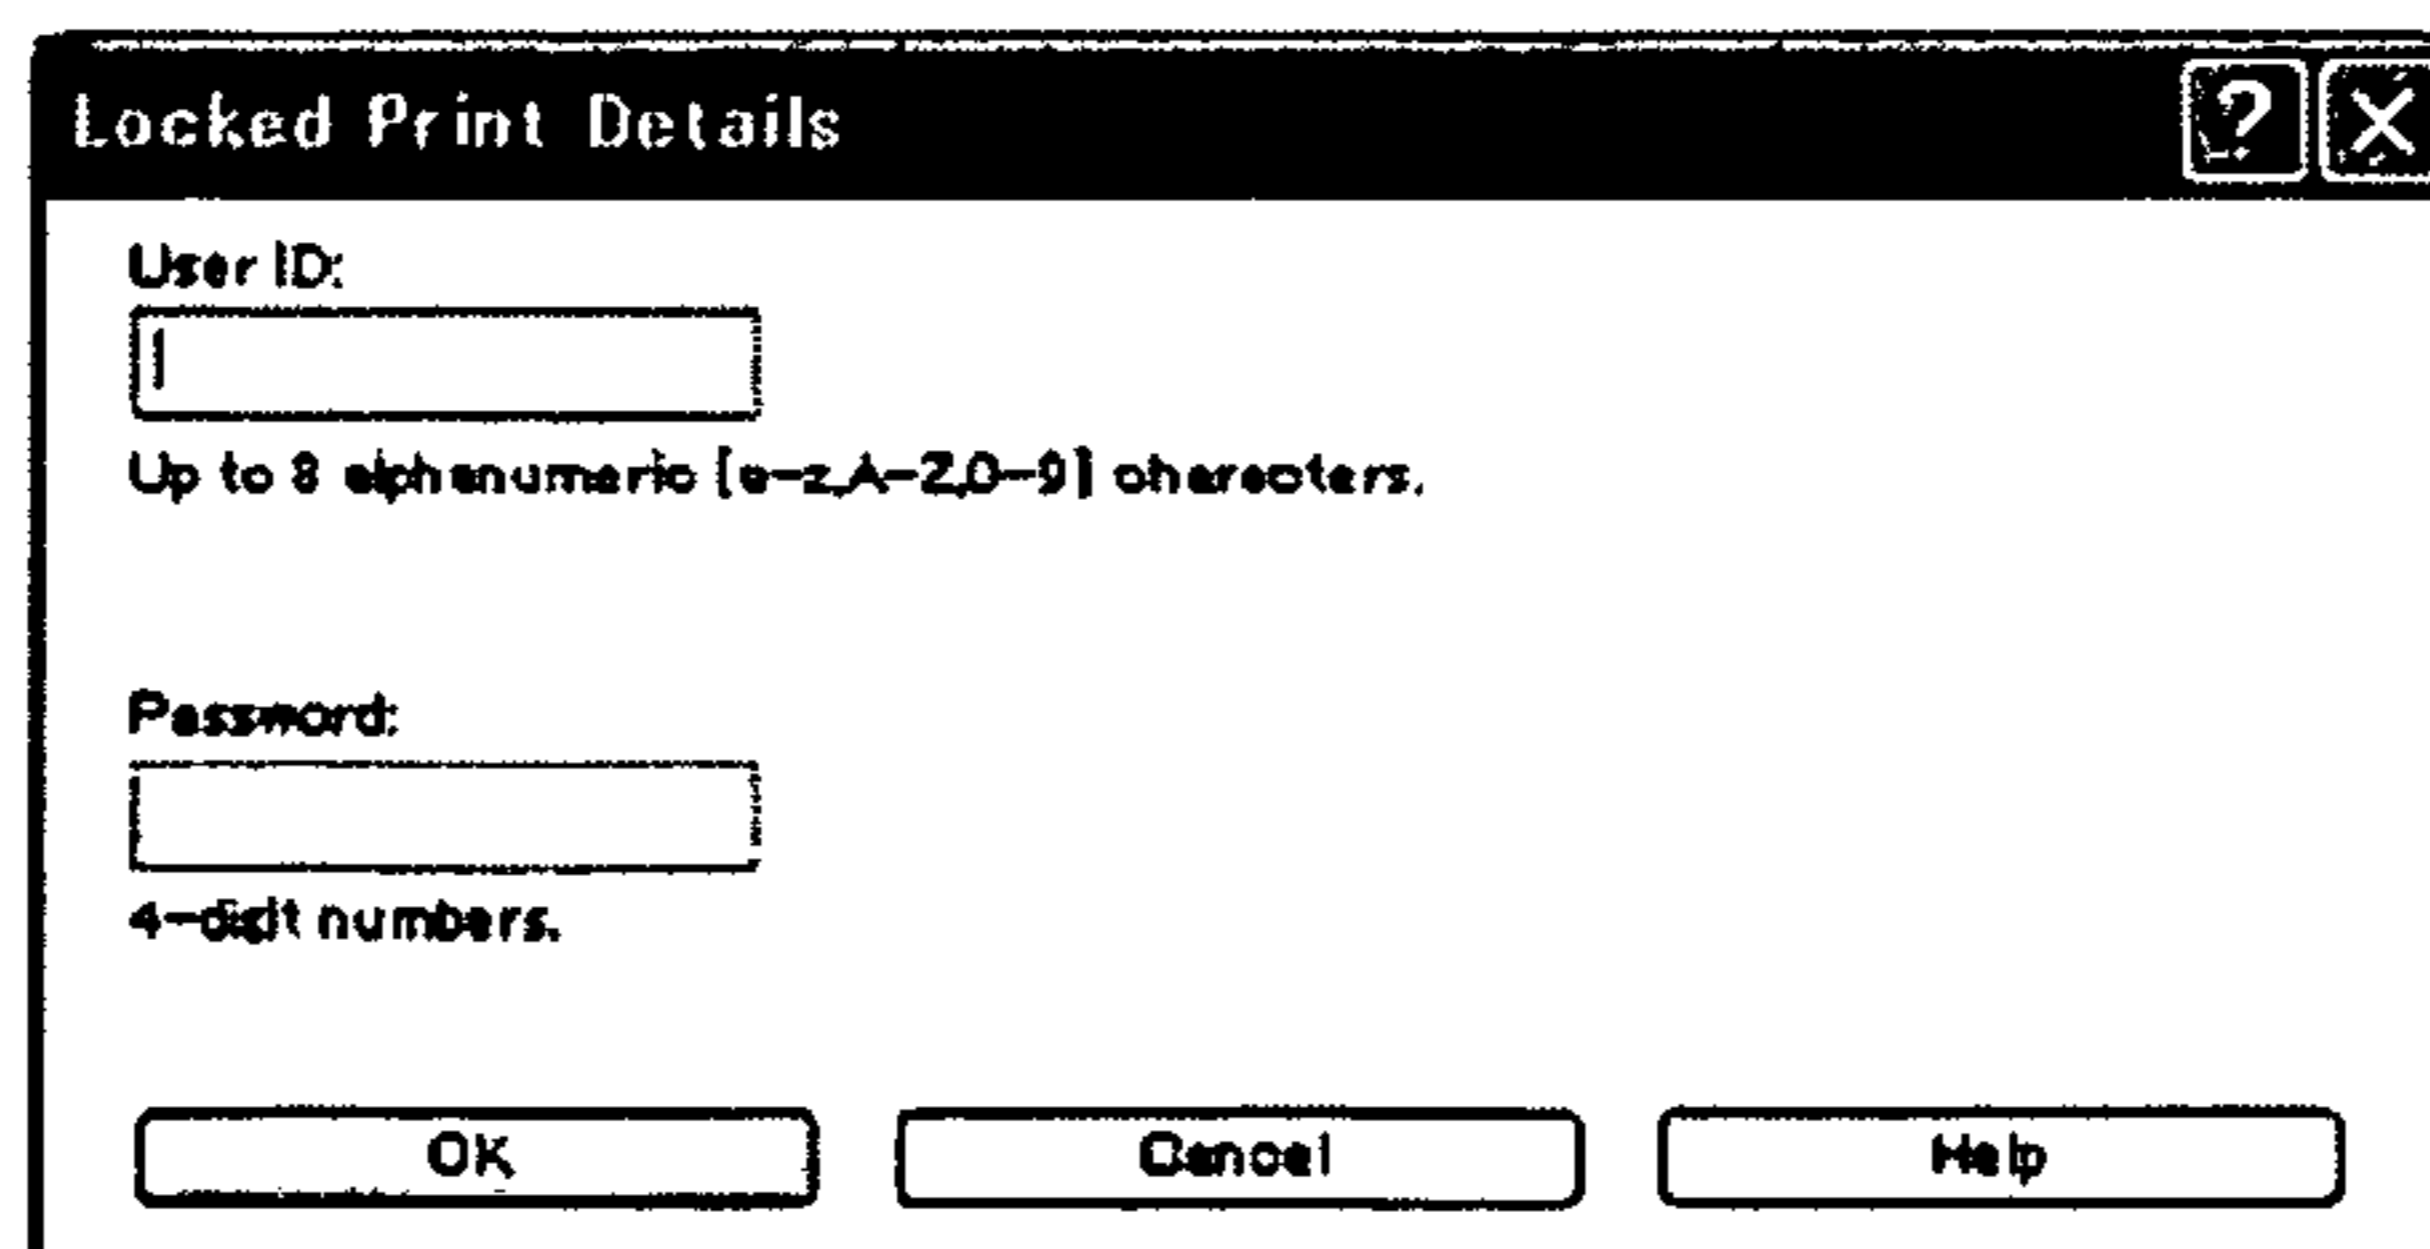 Locked Print Details ? X
User ID:
Up to 8 alphanumeric [a-z,A-Z,0-9] characters.
Password:
4-digit numbers.
OK Cancel Help